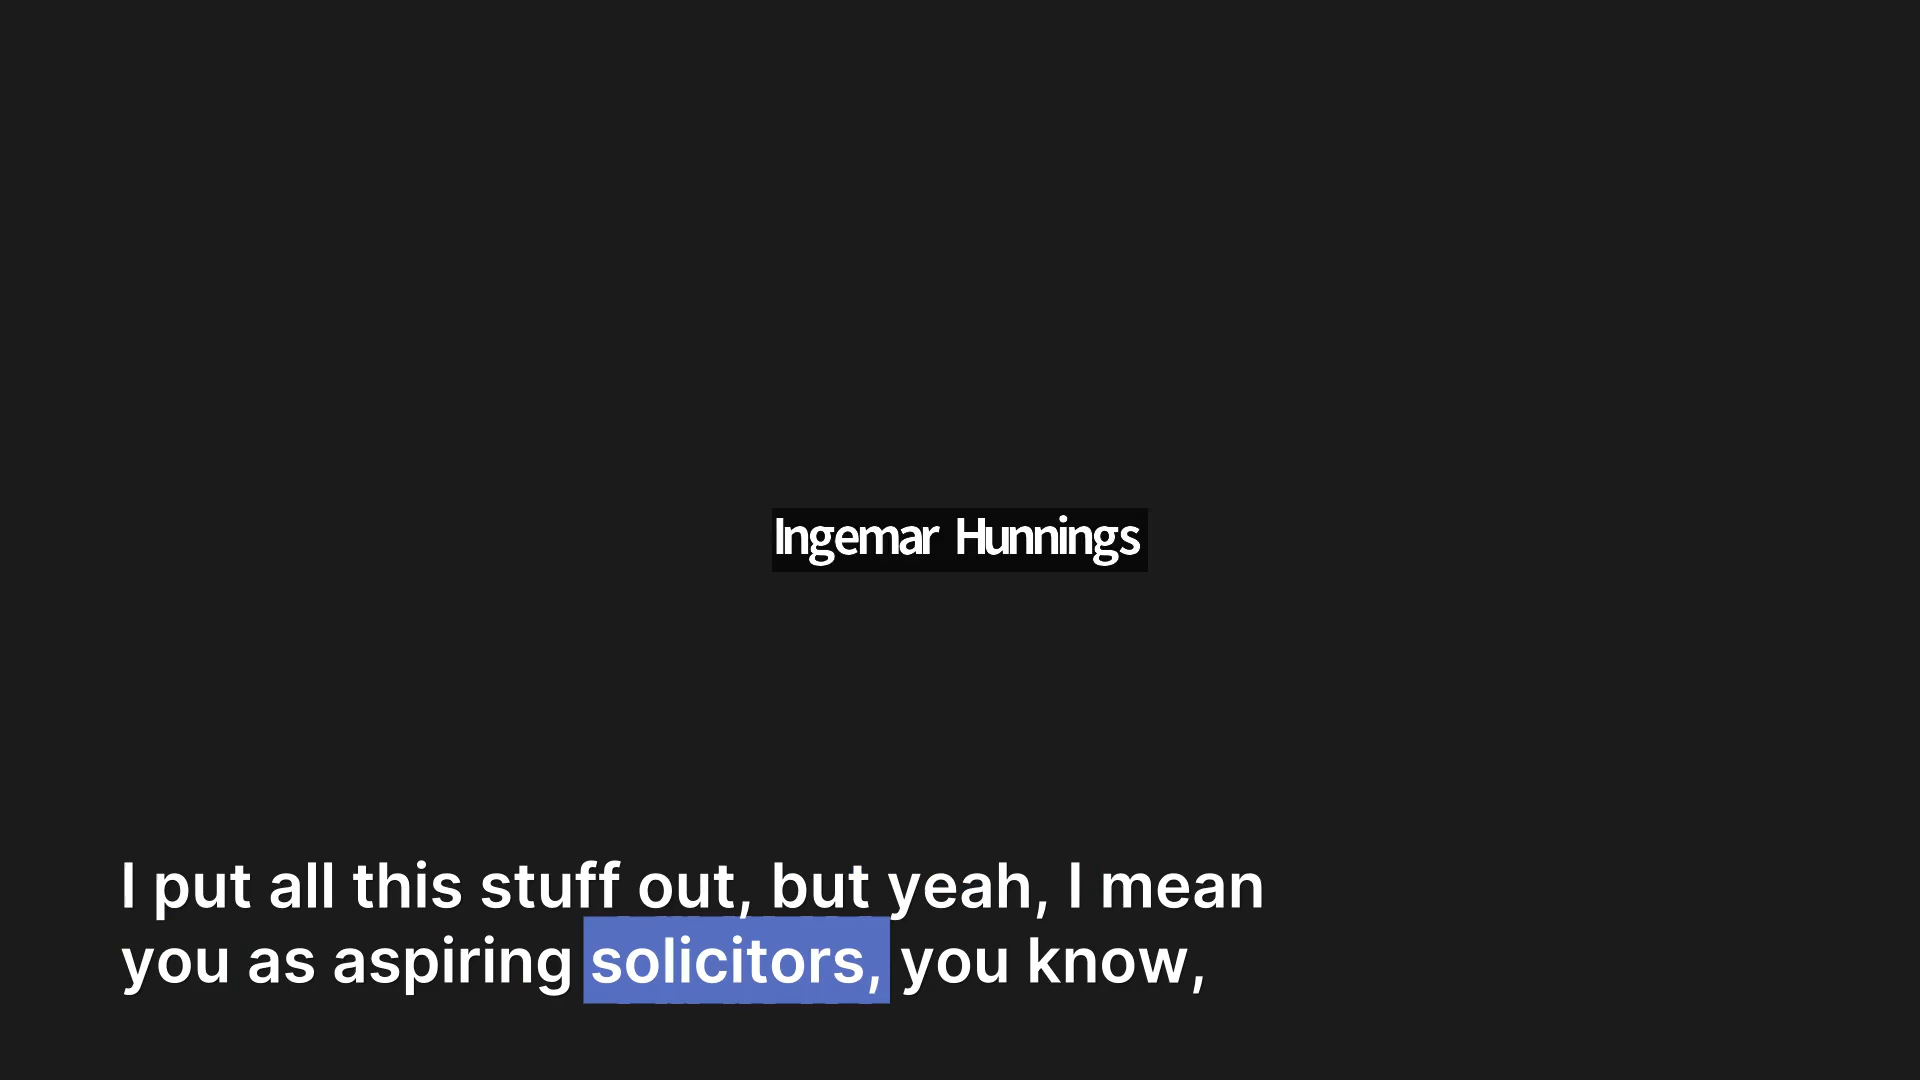 Ingemar Hunnings
I put all this stuff out, but yeah, I mean
you as aspiring solicitors, you know,